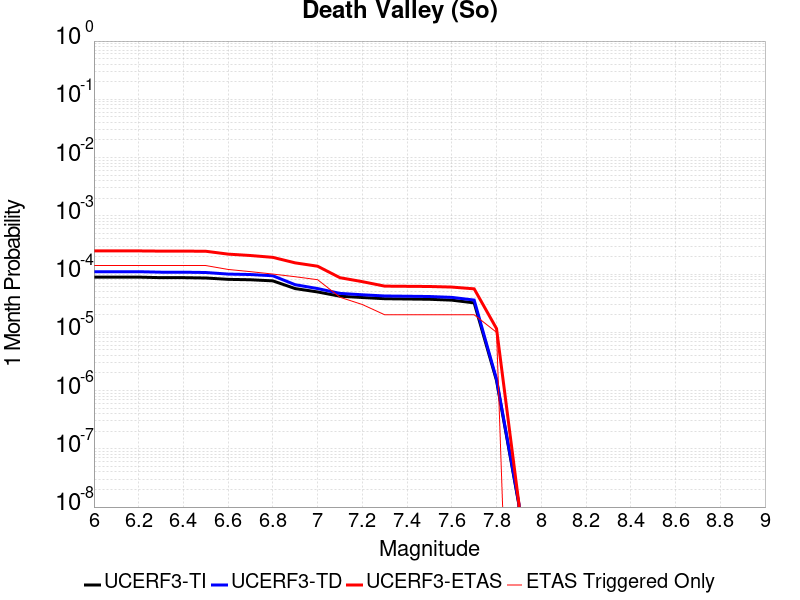 Death Valley (So)
10^0
10^-1
10^-2
10^-3
10^-4
10^-5
10^-6
10^-7
10^-8
1 Month Probability
6 6.2 6.4 6.6 6.8 7 7.2 7.4 7.6 7.8 8 8.2 8.4 8.6 8.8 9
Magnitude
UCERF3-TI UCERF3-TD UCERF3-ETAS ETAS Triggered Only